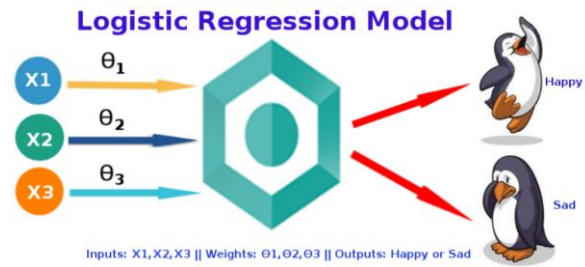 Logistic Regression Model
X1
θ1
X2
θ2
X3
θ3
Happy
Sad
Inputs: X1,X2,X3 || Weights: Θ1,Θ2,Θ3 || Outputs: Happy or Sad